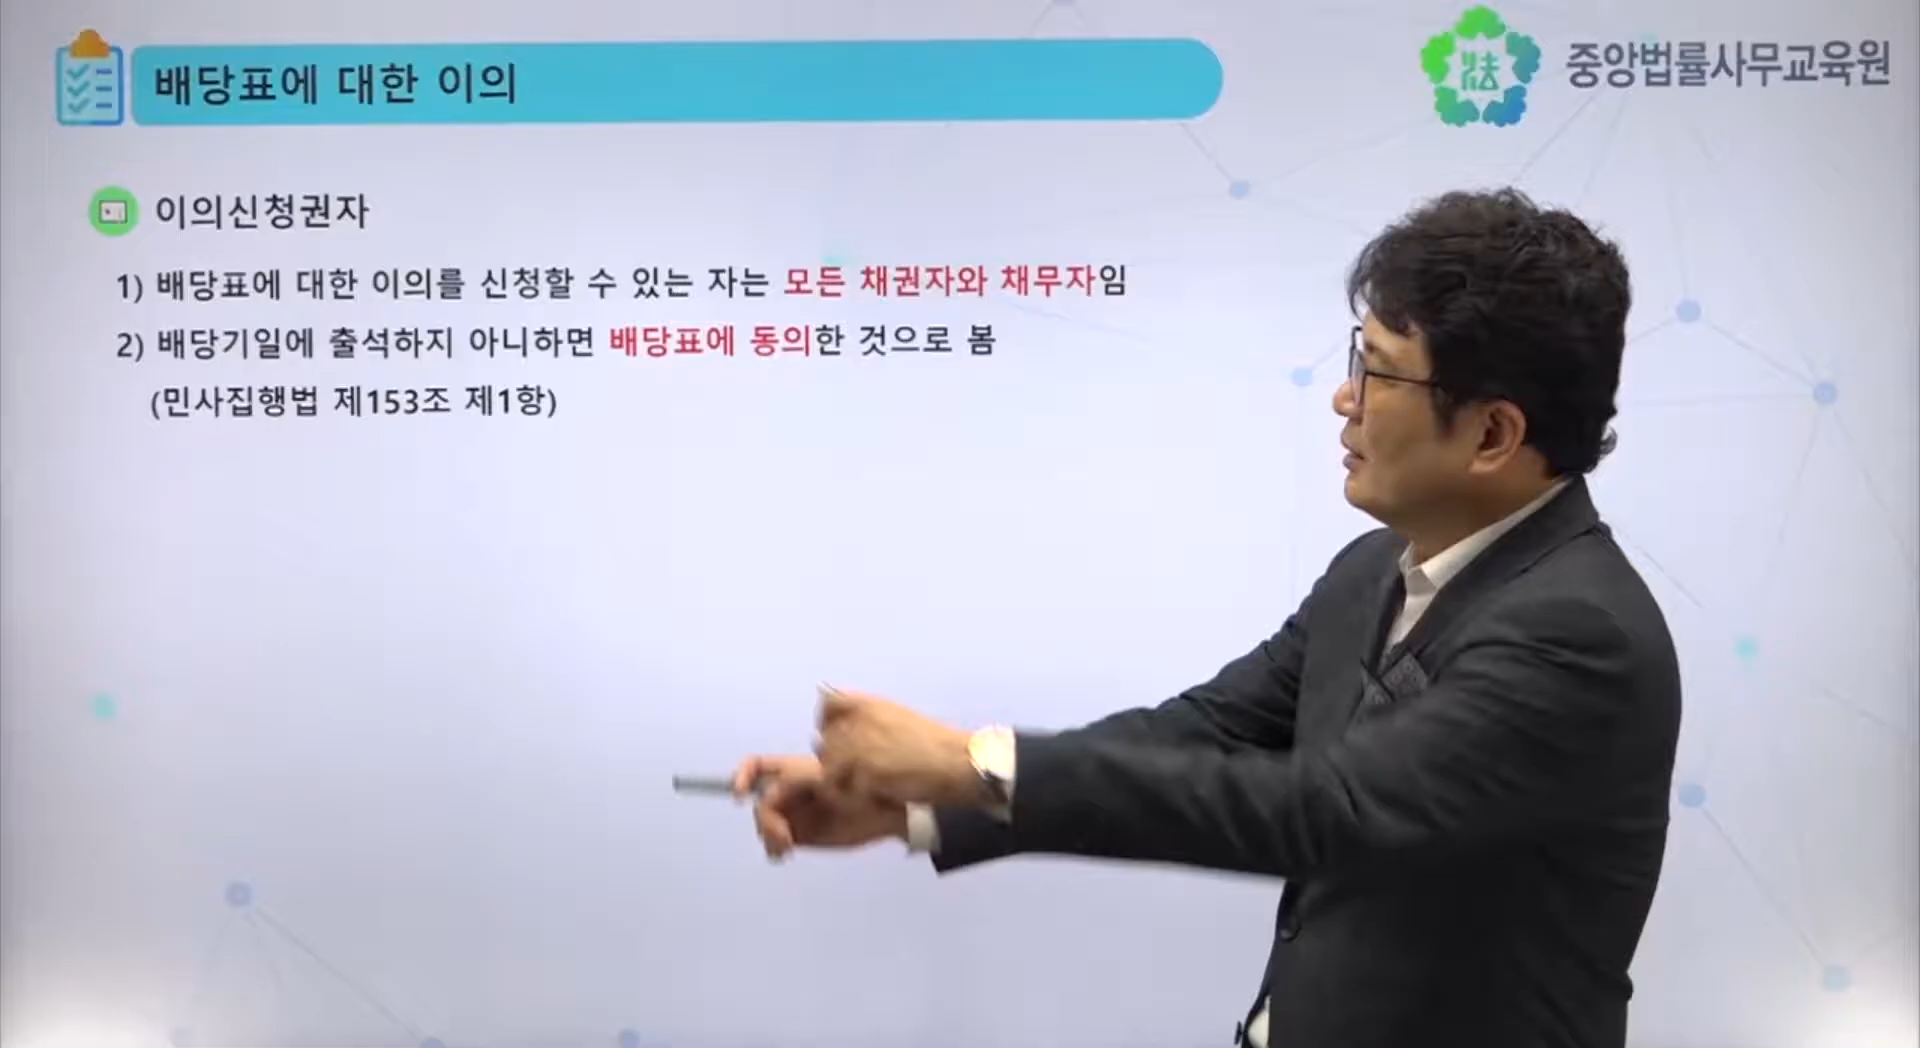 배당표에 대한 이의
중앙법률사무교육원
이의신청권자
1) 배당표에 대한 이의를 신청할 수 있는 자는 모든 채권자와 채무자임
2) 배당기일에 출석하지 아니하면 배당표에 동의한 것으로 봄
(민사집행법 제153조 제1항)